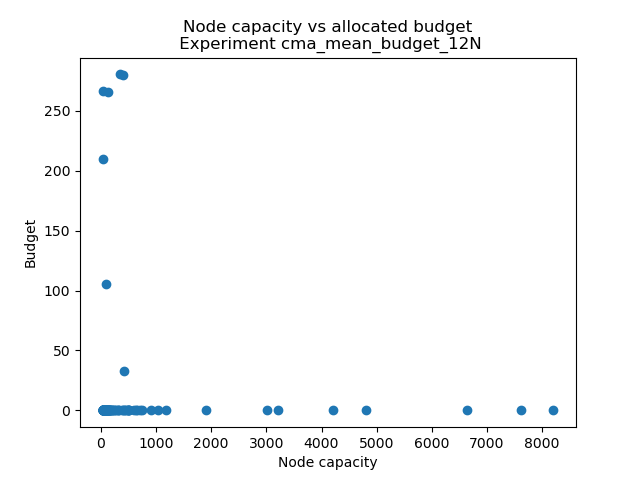 Node capacity vs allocated budget
Experiment cma_mean_budget_12N
250
200
150
100
50
0
Budget
0 1000 2000 3000 4000 5000 6000 7000 8000
Node capacity